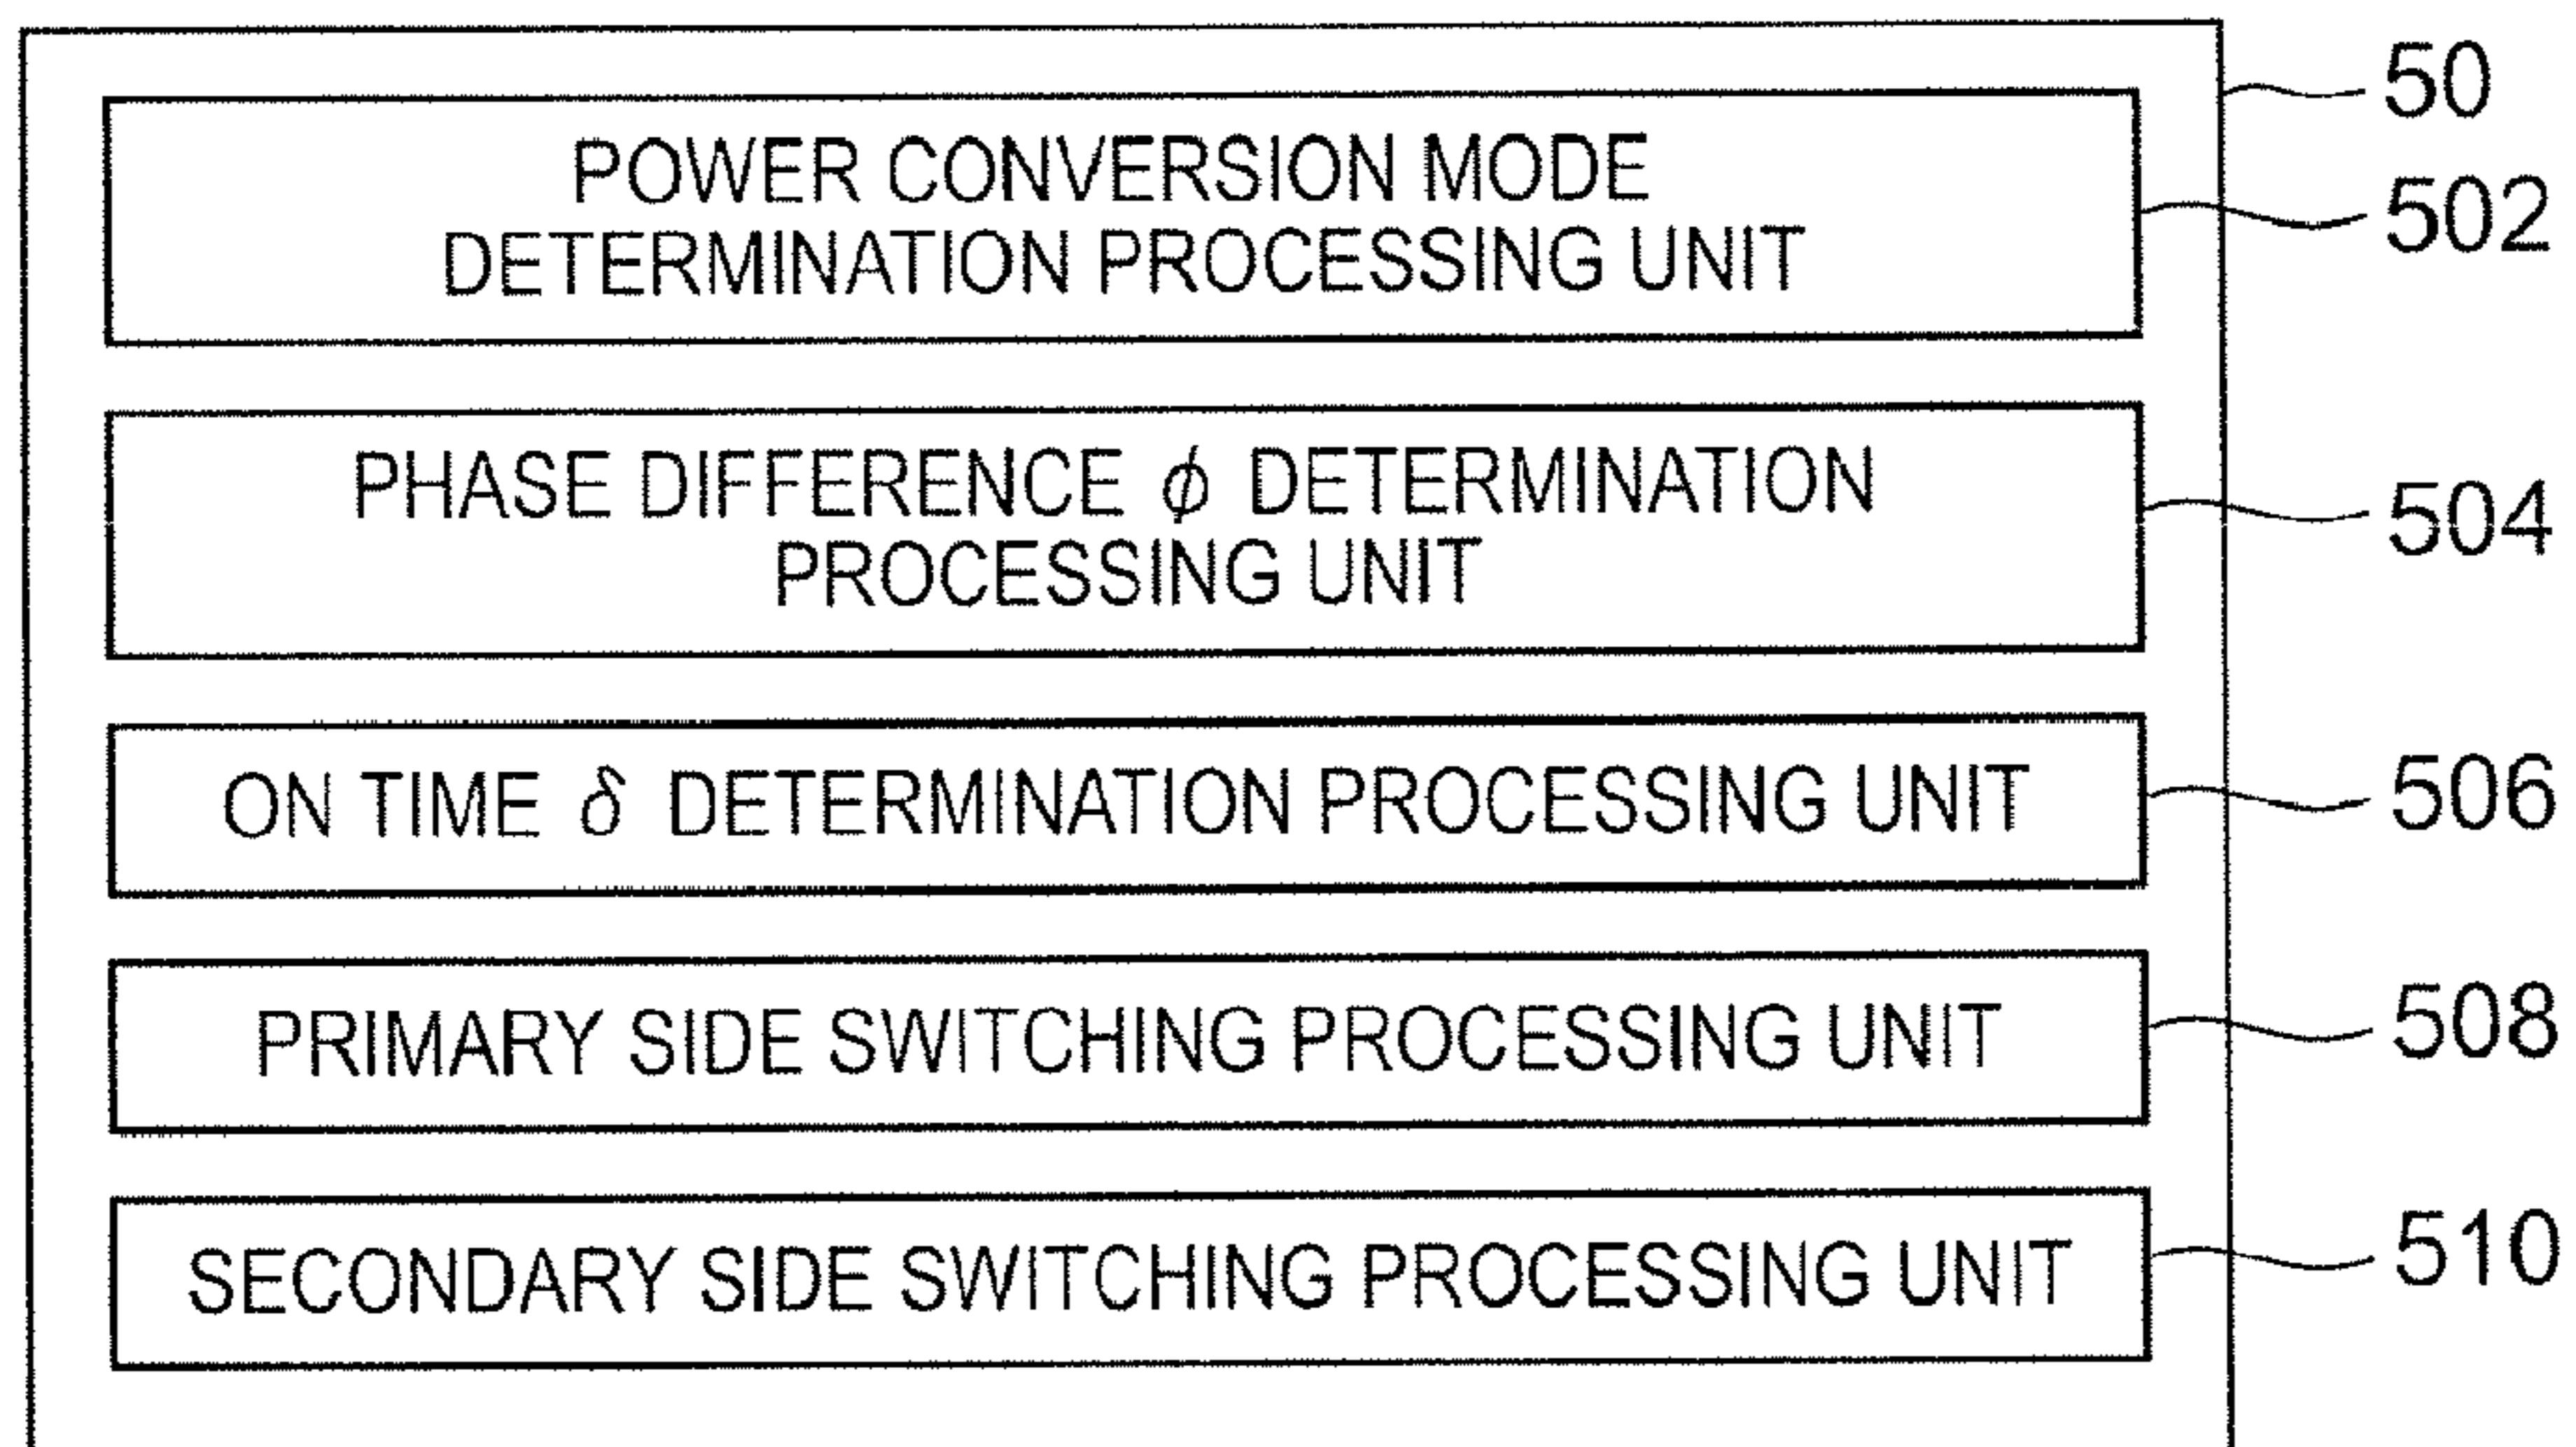 50
POWER CONVERSION MODE
DETERMINATION PROCESSING UNIT
502
PHASE DIFFERENCE ϕ DETERMINATION
PROCESSING UNIT
504
ON TIME δ DETERMINATION PROCESSING UNIT
506
PRIMARY SIDE SWITCHING PROCESSING UNIT
508
SECONDARY SIDE SWITCHING PROCESSING UNIT
510